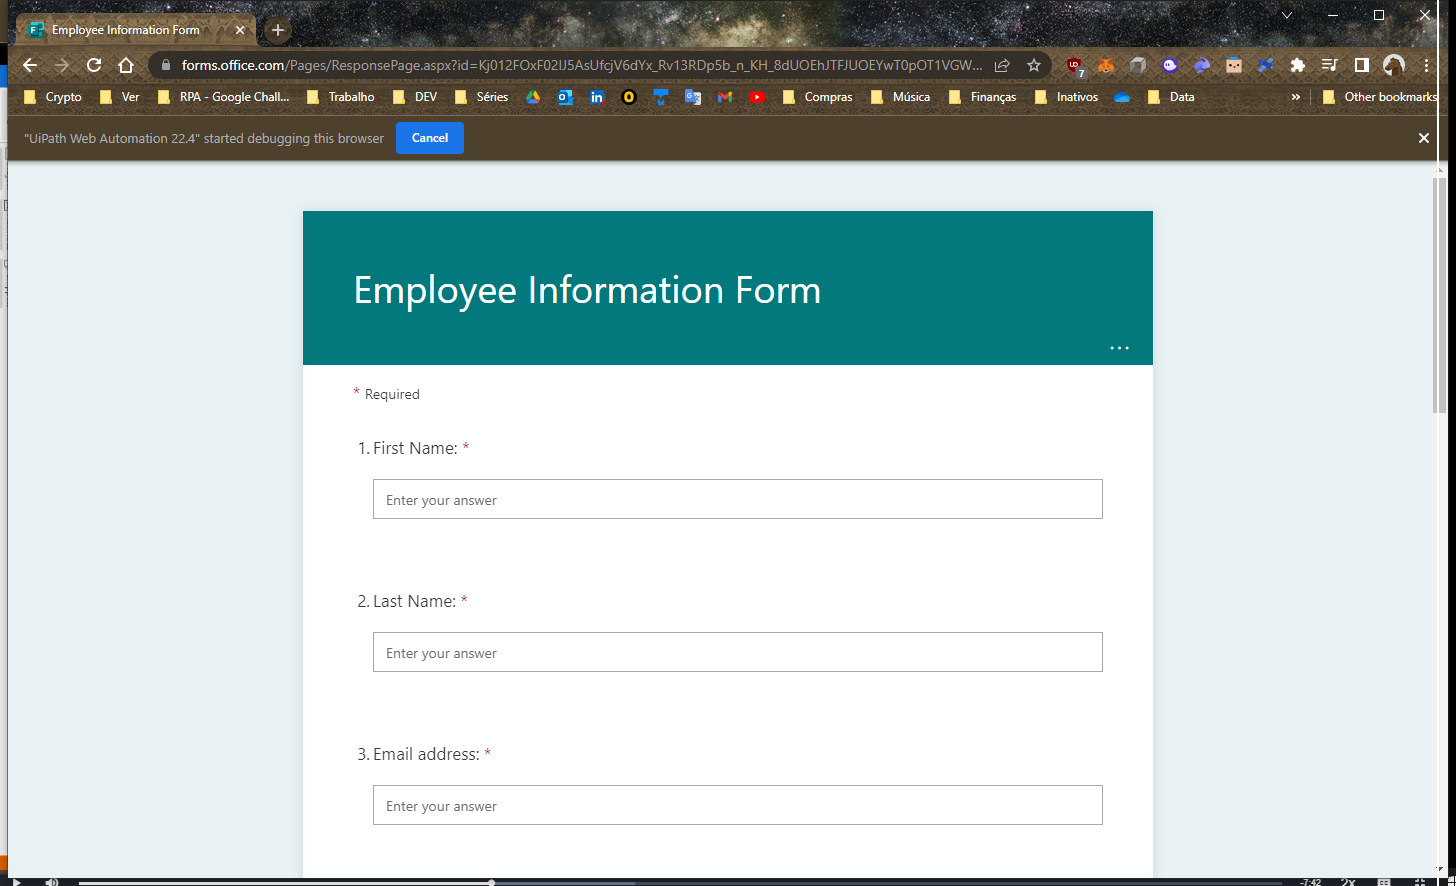 Employee Information Form
forms.office.com/Pages/ResponsePage.aspx?id=Kj012FOxF02IJ5AsUfcjV6dYx_Rv13RDp5b_n_KH_8dUOEhJTFJUOEYwT0pOT1VGW...
7
Crypto Ver RPA - Google Chall... Trabalho DEV Séries Compras Música Finanças Inativos Data » Other bookmarks
"UiPath Web Automation 22.4" started debugging this browser Cancel
Employee Information Form
...
* Required
1. First Name: *
Enter your answer
2. Last Name: *
Enter your answer
3. Email address: *
Enter your answer
-7:42 2x